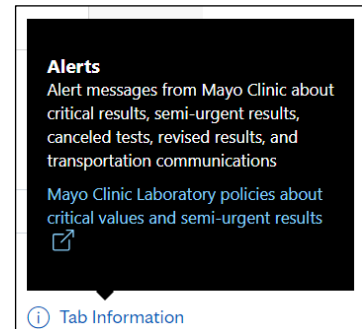 Alerts
Alert messages from Mayo Clinic about
critical results, semi-urgent results,
canceled tests, revised results, and
transportation communications
Mayo Clinic Laboratory policies about
critical values and semi-urgent results
Tab Information